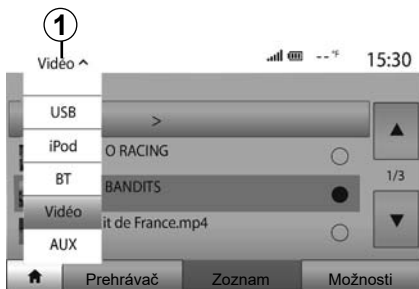 1
Vidéo ^ --°F 15:30
USB
>
iPod
O RACING
BT
BANDITS
1/3
Vidéo
it de France.mp4
AUX
Prehrávač Zoznam Možnosti